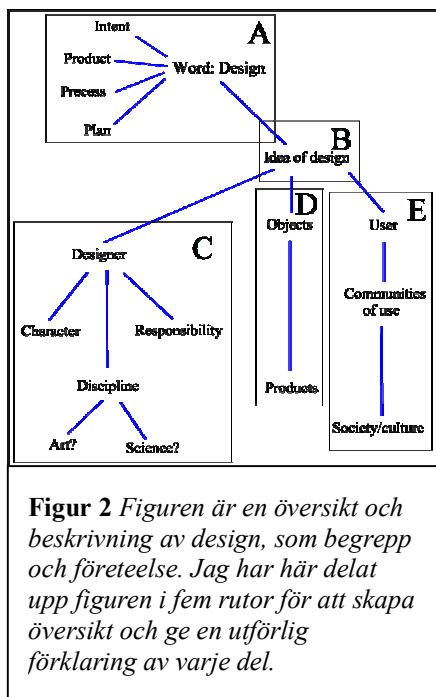 A
Intent
Product
Word: Design
Precess
Plan
B
Idea of design
C
Designer
Character
Responsibility
Discipline
Art?
Science?
D
Objects
Products
E
User
Communities
of use
Society/culture
Figur 2 Figuren är en översikt och
beskrivning av design, som begrepp
och företeelse. Jag har här delat
upp figuren i fem rutor för att skapa
översikt och ge en utförlig
förklaring av varje del.